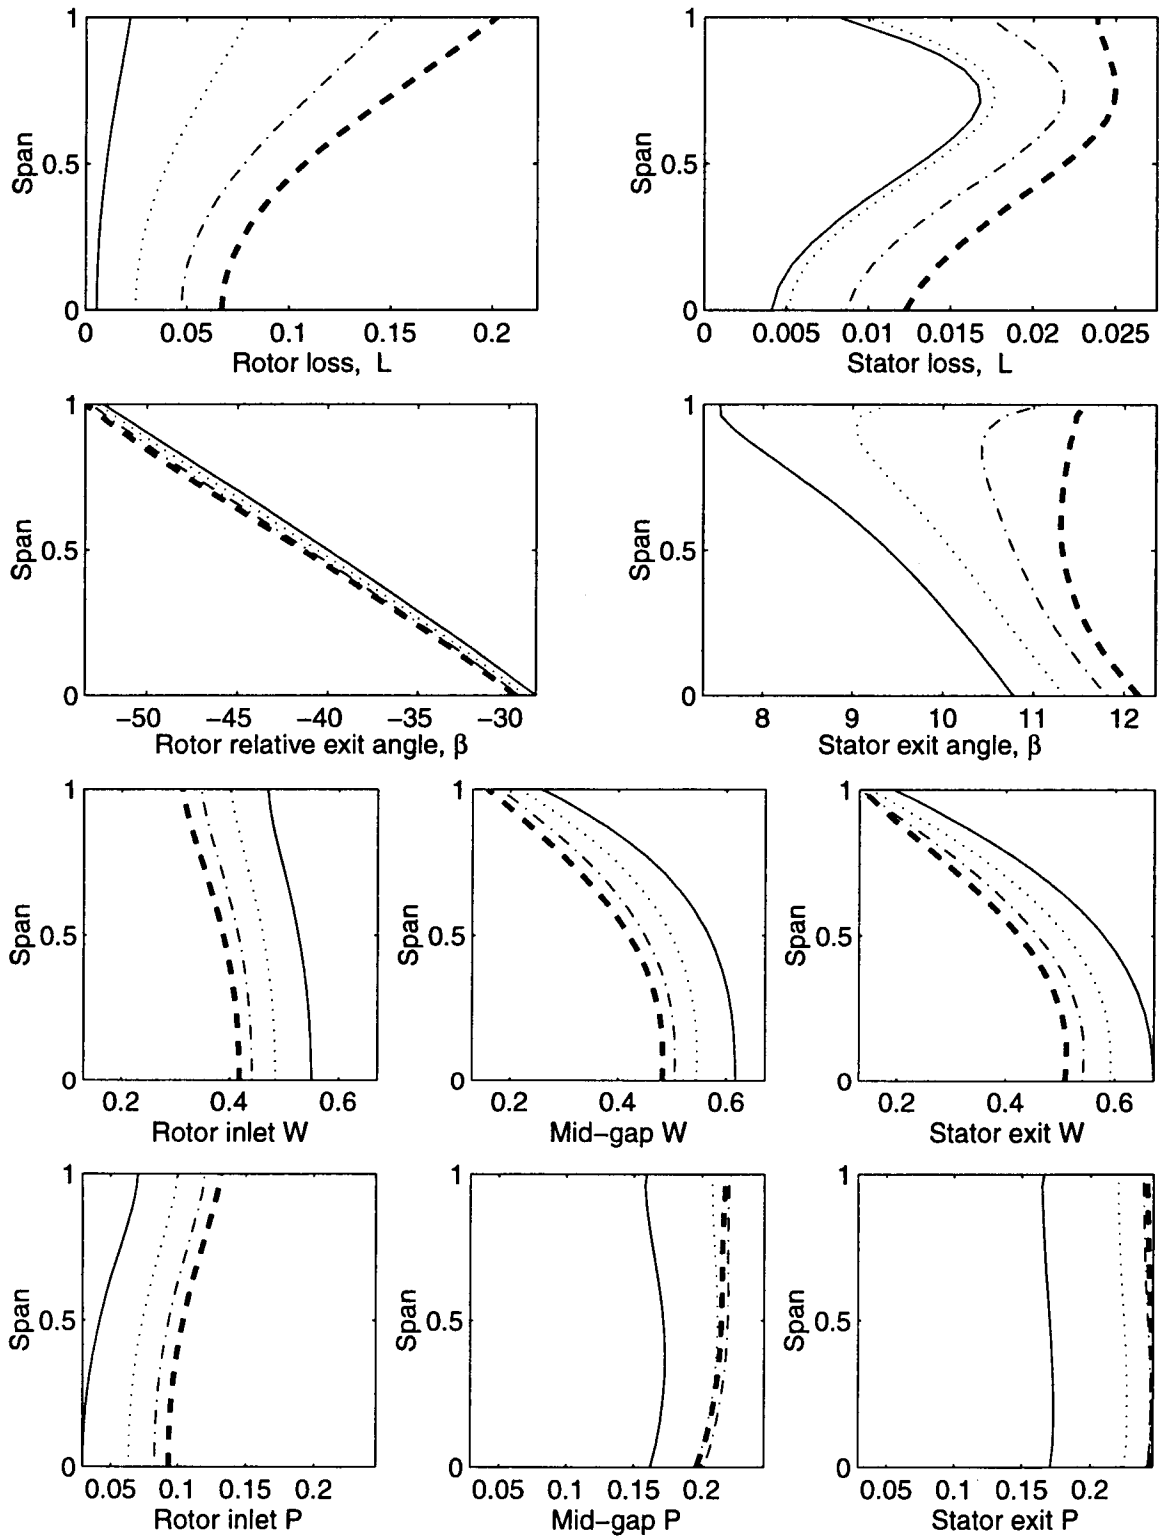 1
Span
0.5
0
0 0.05 0.1 0.15 0.2
Rotor loss, L
1
Span
0.5
0
0 0.005 0.01 0.015 0.02 0.025
Stator loss, L
1
Span
0.5
0
−50 −45 −40 −35 −30
Rotor relative exit angle, β
1
Span
0.5
0
8 9 10 11 12
Stator exit angle, β
1
Span
0.5
0
0.2 0.4 0.6
Rotor inlet W
1
Span
0.5
0
0.2 0.4 0.6
Mid−gap W
1
Span
0.5
0
0.2 0.4 0.6
Stator exit W
1
Span
0.5
0
0.05 0.1 0.15 0.2
Rotor inlet P
1
Span
0.5
0
0.05 0.1 0.15 0.2
Mid−gap P
1
Span
0.5
0
0.05 0.1 0.15 0.2
Stator exit P